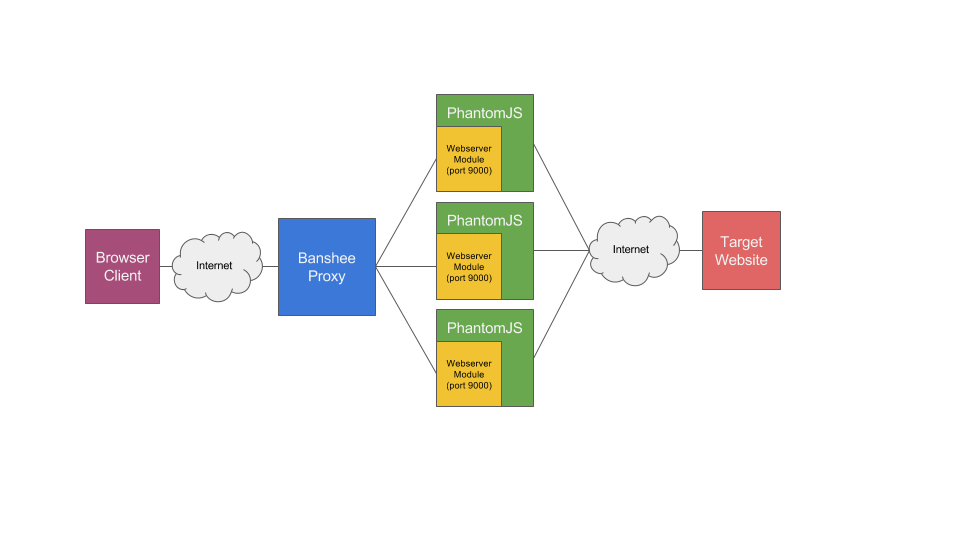 Browser
Client
Internet
Banshee
Proxy
PhantomJS
Webserver
Module
(port 9000)
PhantomJS
Webserver
Module
(port 9000)
PhantomJS
Webserver
Module
(port 9000)
Internet
Target
Website